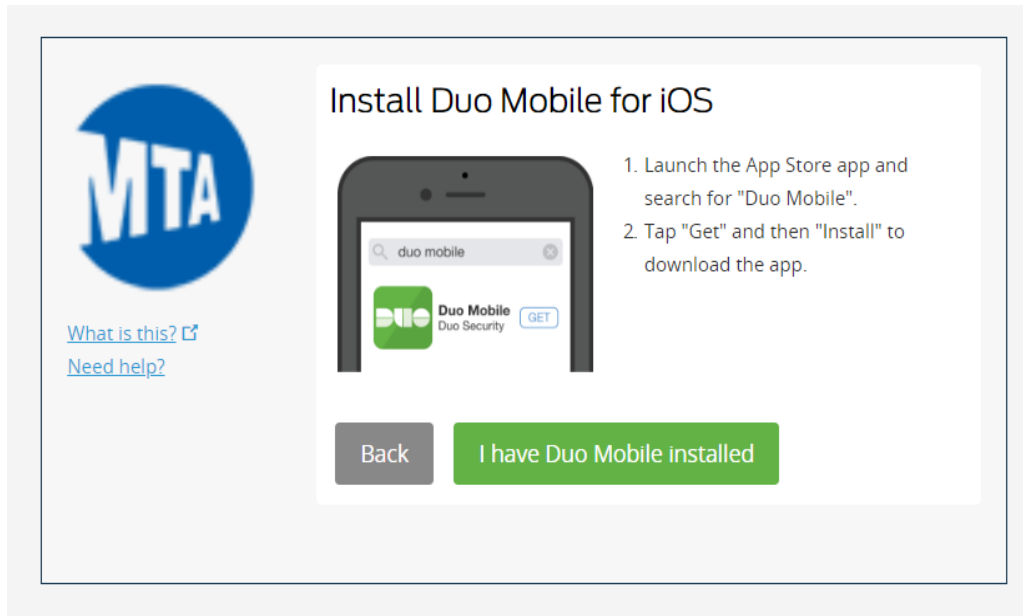 MTA
What is this?
Need help?
Install Duo Mobile for iOS
duo mobile
DUO
Duo Mobile
Duo Security
GET
1. Launch the App Store app and
search for "Duo Mobile".
2. Tap "Get" and then "Install" to
download the app.
Back
I have Duo Mobile installed